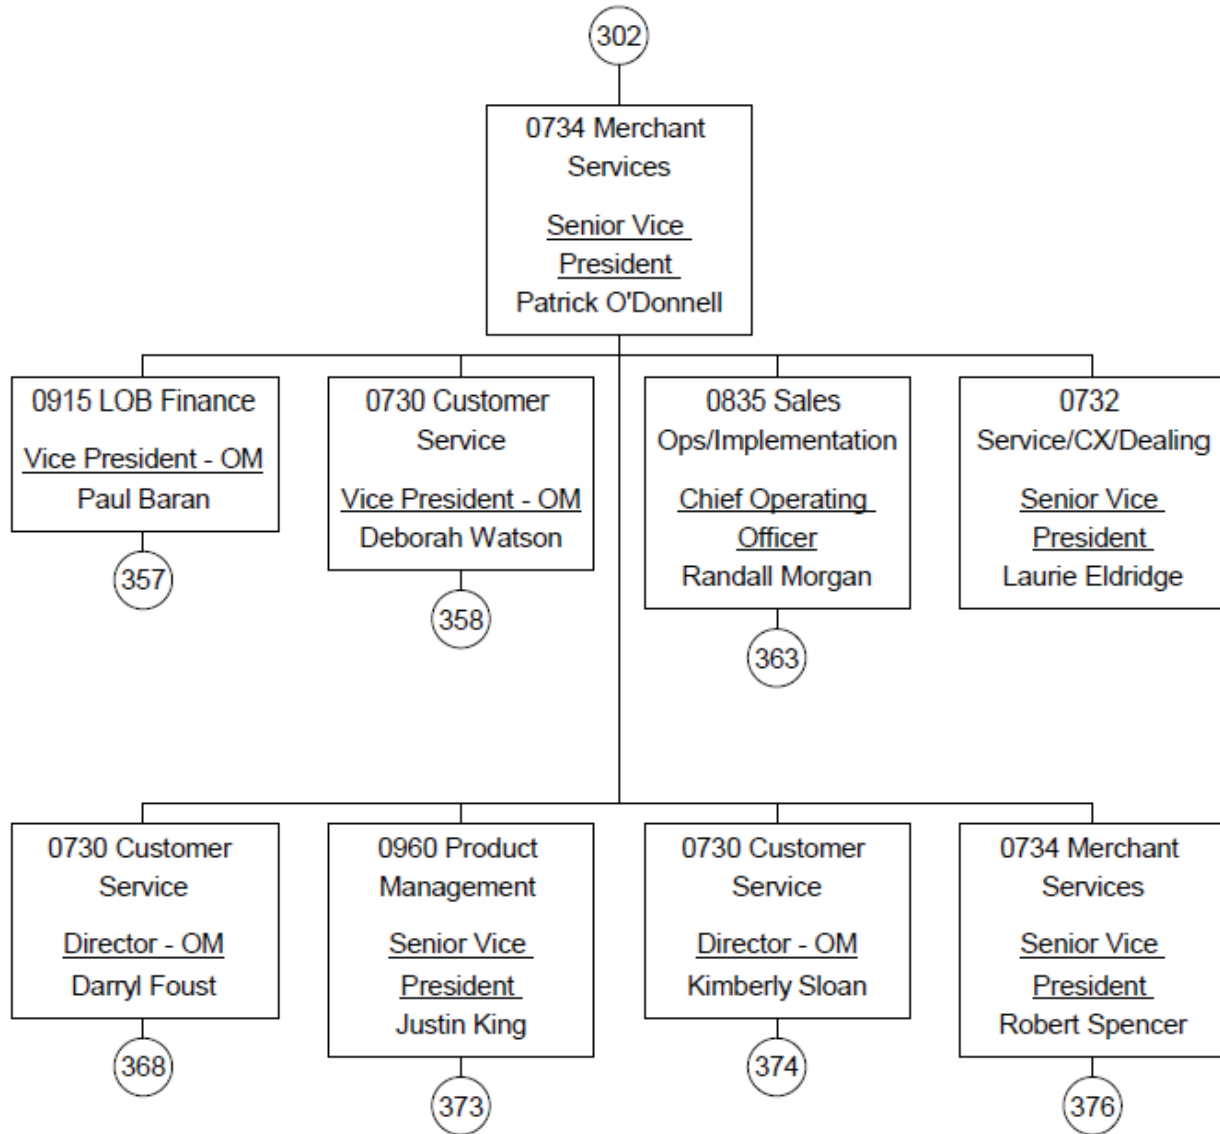 302
0734 Merchant
Services
Senior Vice
President
Patrick O'Donnell
0915 LOB Finance
Vice President - OM
Paul Baran
357
0730 Customer
Service
Vice President - OM
Deborah Watson
358
0835 Sales
Ops/Implementation
Chief Operating
Officer
Randall Morgan
363
0732
Service/CX/Dealing
Senior Vice
President
Laurie Eldridge
0730 Customer
Service
Director - OM
Darryl Foust
368
0960 Product
Management
Senior Vice
President
Justin King
373
0730 Customer
Service
Director - OM
Kimberly Sloan
374
0734 Merchant
Services
Senior Vice
President
Robert Spencer
376